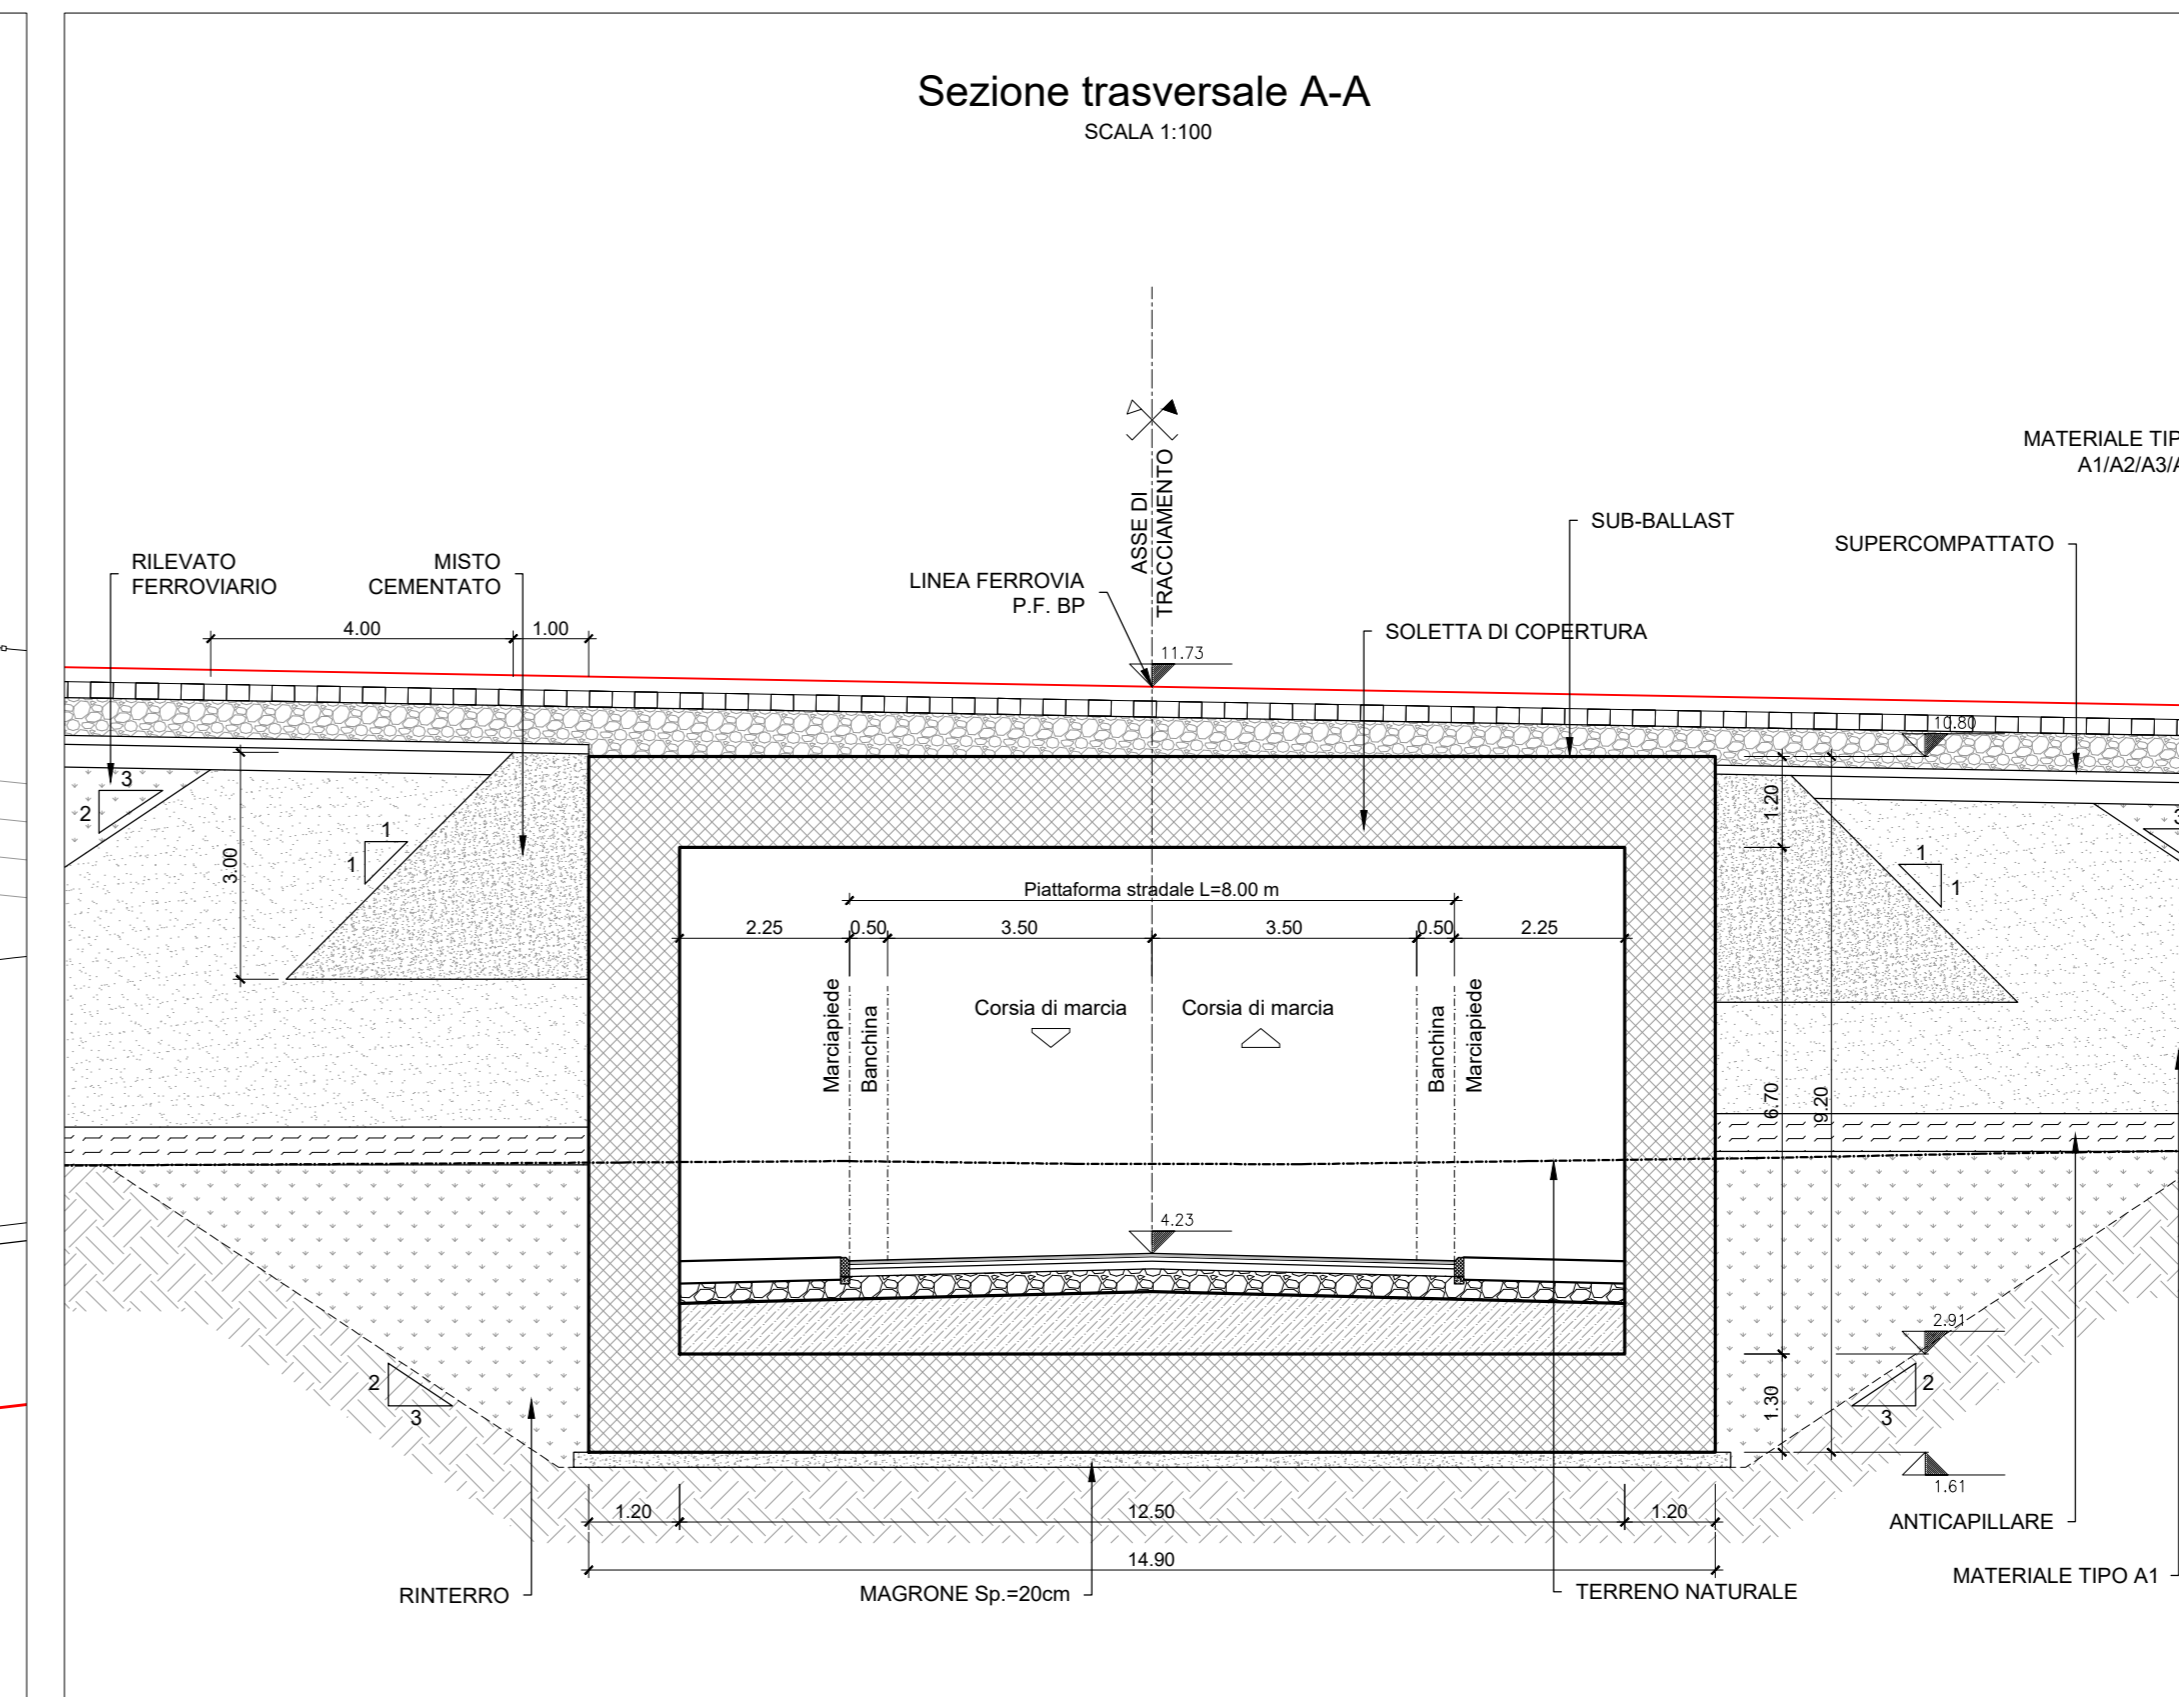 Sezione trasversale A-A
SCALA 1:100
MATERIALE TIP
A1/A2/A3/A
ASSE DI
TRACCIAMENTO
SUB-BALLAST
SUPERCOMPATTATO
RILEVATO
FERROVIARIO
MISTO
CEMENTATO
LINEA FERROVIA
P.F. BP
SOLETTA DI COPERTURA
4.00
1.00
11.73
10.80
3
2
1
1
3.00
1.20
3
1
1
Piattaforma stradale L=8.00 m
2.25
0.50
3.50
3.50
0.50
2.25
Marciapiede
Banchina
Corsia di marcia
Corsia di marcia
Banchina
Marciapiede
6.70
9.20
4.23
2.91
2
3
1.30
2
3
1.61
1.20
12.50
1.20
14.90
ANTICAPILLARE
RINTERRO
MAGRONE Sp.=20cm
TERRENO NATURALE
MATERIALE TIPO A1